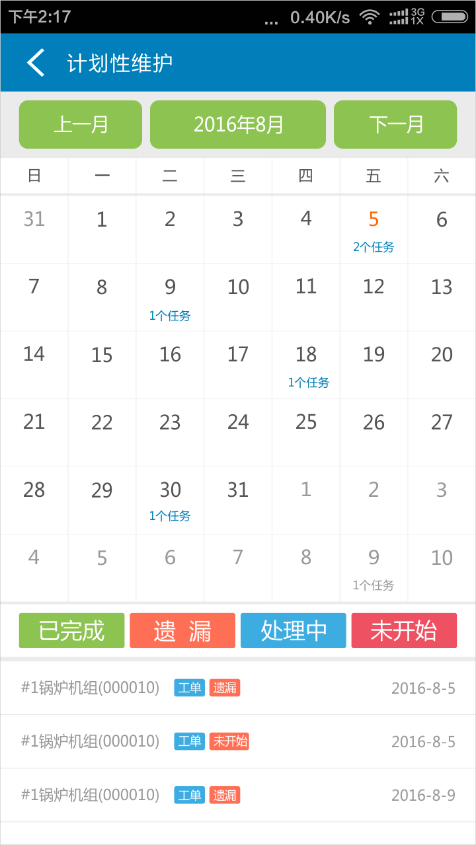 下午2:17 ... 0.40K/s 3G 1X
计划性维护
上一月 2016年8月 下一月
日 一 二 三 四 五 六
31 1 2 3 4 5 6
2个任务
7 8 9 10 11 12 13
1个任务
14 15 16 17 18 19 20
1个任务
21 22 23 24 25 26 27
28 29 30 31 1 2 3
1个任务
4 5 6 7 8 9 10
1个任务
已完成 遗 漏 处理中 未开始
#1锅炉机组(000010) 工单 遗漏 2016-8-5
#1锅炉机组(000010) 工单 未开始 2016-8-5
#1锅炉机组(000010) 工单 遗漏 2016-8-9